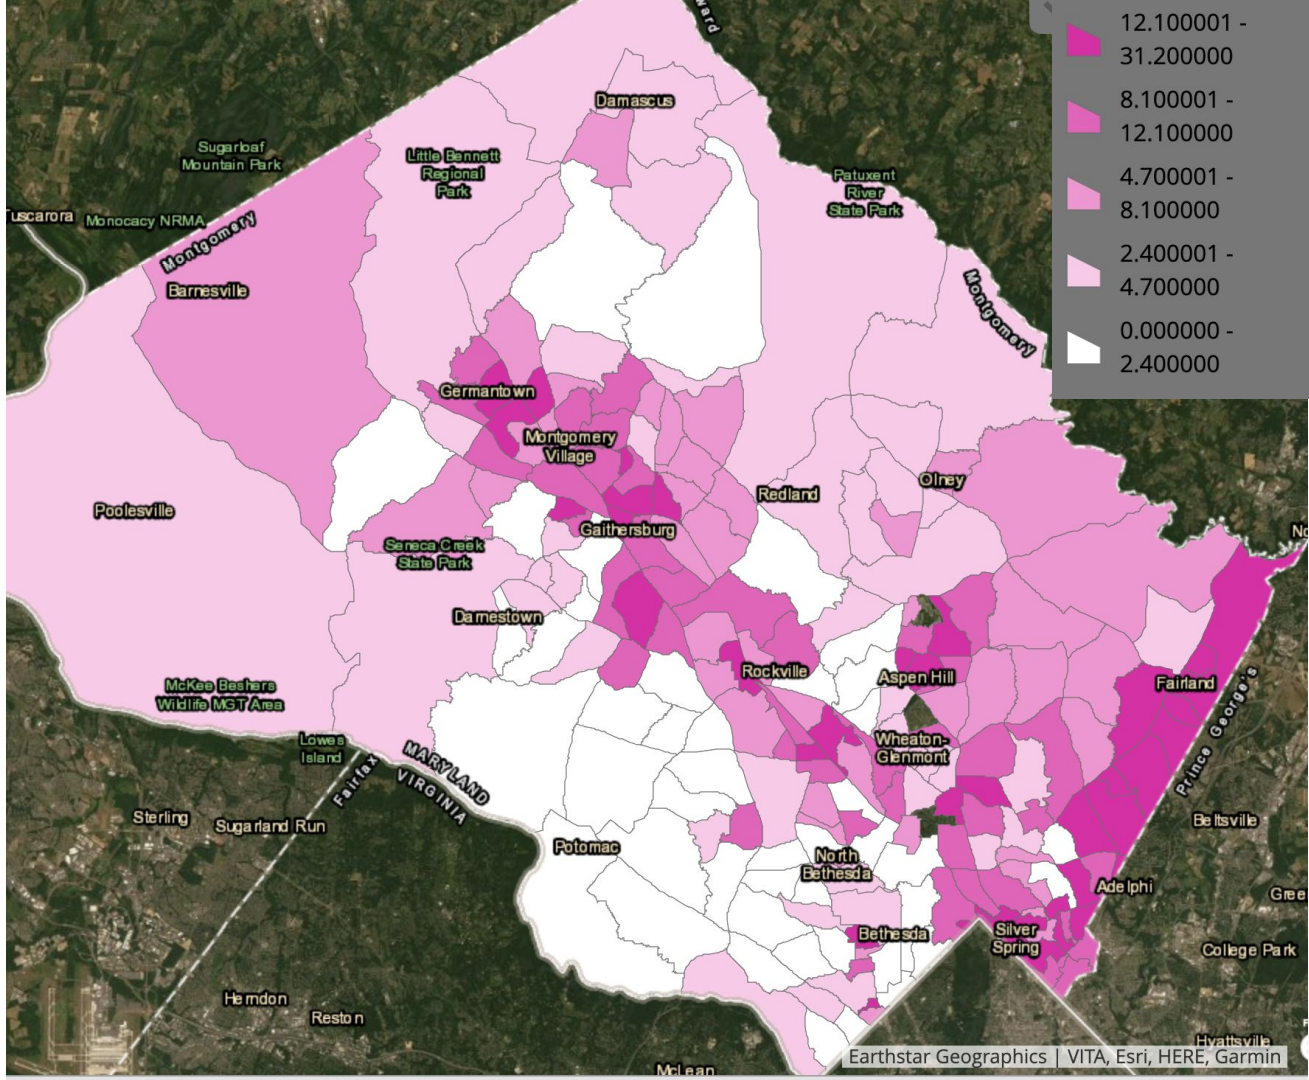 ward
12.100001 -
31.200000
8.100001 -
12.100000
4.700001 -
8.100000
2.400001 -
4.700000
0.000000 -
2.400000
Damascus
Sugarloaf
Mountain Park
Little Bennett
Regional
Park
Patuxent
River
State Park
Tuscarora
Monocacy NRMA
Montgomery
Barnesville
Montgomery
Germantown
Montgomery
Village
Olney
Redland
Poolesville
Gaithersburg
No
Seneca Creek
State Park
Darnestown
Rockville
Aspen Hill
Fairland
McKee Beshers
Wildlife MGT Area
Prince George's
Lowes
Island
Wheaton-
Glenmont
MARYLAND
VIRGINIA
Fairfax
Sterling
Sugarland Run
Beltsville
Potomac
North
Bethesda
Adelphi
Gree
Bethesda
Silver
Spring
College Park
Herndon
Reston
Hyattsville
Earthstar Geographics | VITA, Esri, HERE, Garmin
McLean